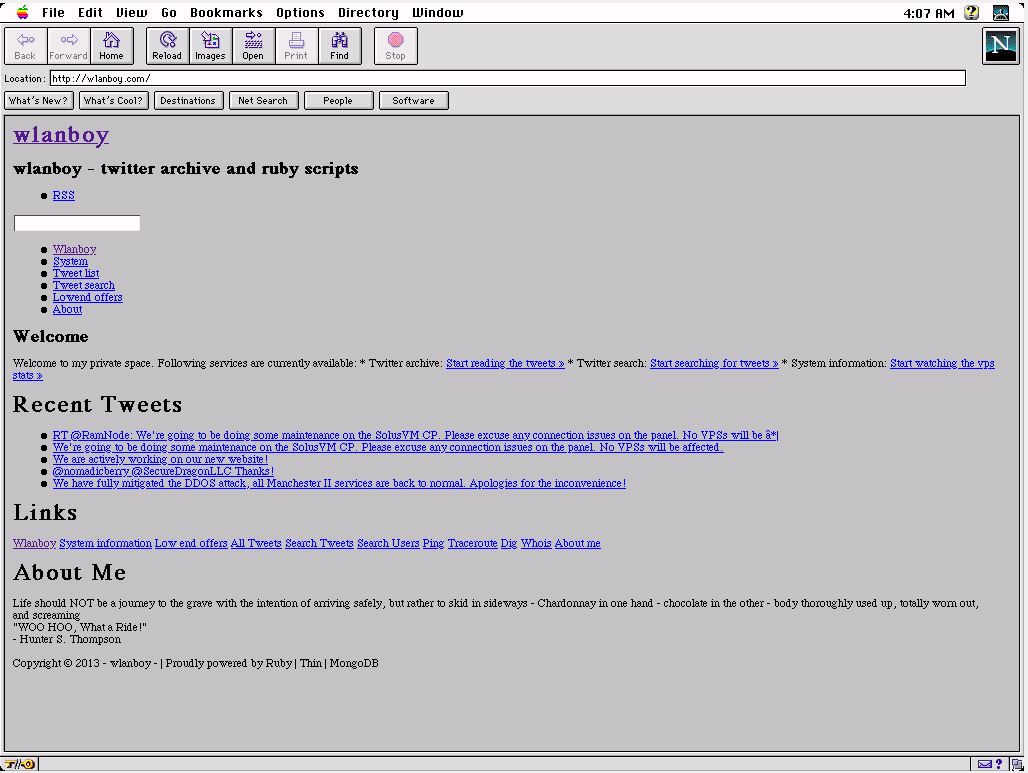 File Edit View Go Bookmarks Options Directory Window 4:07 AM
Back Forward Home Reload Images Open Print Find Stop
N
Location: http://wlanboy.com/
What's New? What's Cool? Destinations Net Search People Software
wlanboy
wlanboy - twitter archive and ruby scripts
RSS
Wlanboy
System
Tweet list
Tweet search
Lowend offers
About
Welcome
Welcome to my private space. Following services are currently available: * Twitter archive: Start reading the tweets » * Twitter search: Start searching for tweets » * System information: Start watching the vps
stats »
Recent Tweets
RT @RamNode: We're going to be doing some maintenance on the SolusVM CP. Please excuse any connection issues on the panel. No VPSs will be â*|
We're going to be doing some maintenance on the SolusVM CP. Please excuse any connection issues on the panel. No VPSs will be affected.
We are actively working on our new website!
@nomadicberry @SecureDragonLLC Thanks!
We have fully mitigated the DDOS attack, all Manchester II services are back to normal. Apologies for the inconvenience!
Links
Wlanboy System information Low end offers All Tweets Search Tweets Search Users Ping Traceroute Dig Whois About me
About Me
Life should NOT be a journey to the grave with the intention of arriving safely, but rather to skid in sideways - Chardonnay in one hand - chocolate in the other - body thoroughly used up, totally worn out,
and screaming
"WOO HOO, What a Ride!"
- Hunter S. Thompson
Copyright © 2013 - wlanboy - | Proudly powered by Ruby | Thin | MongoDB
?